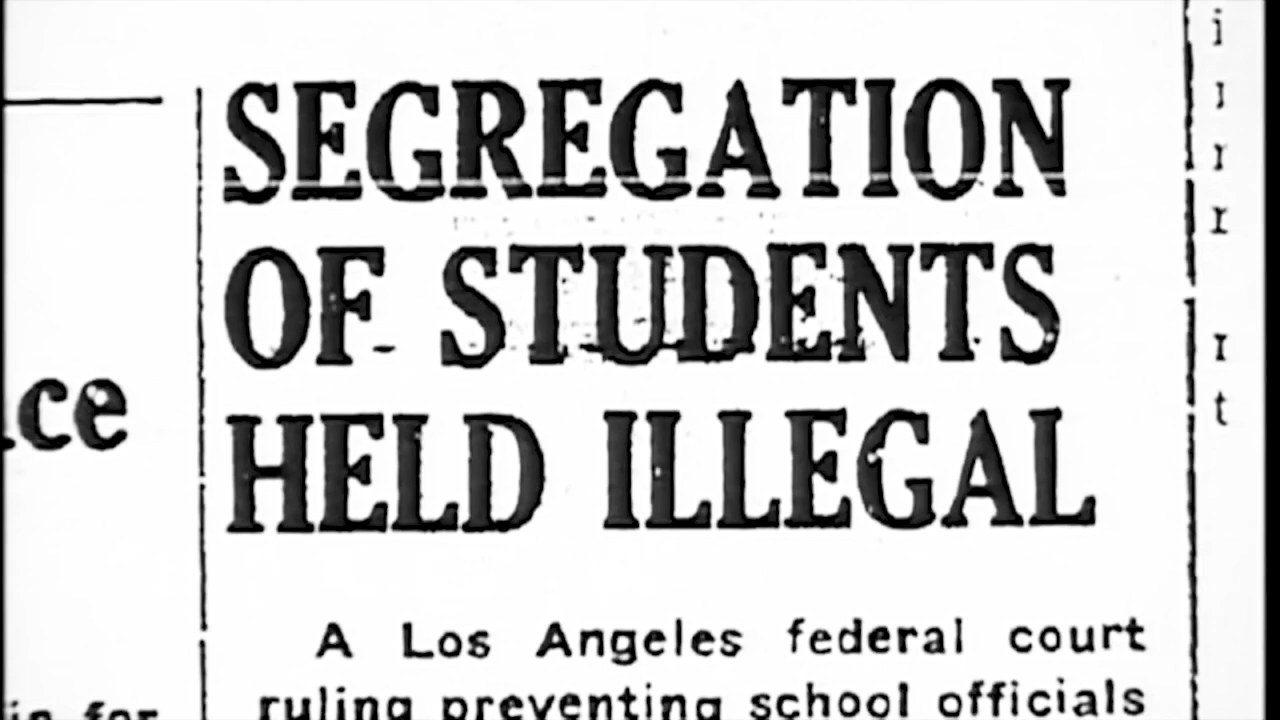 SEGREGATION
OF STUDENTS
HELD ILLEGAL
A Los Angeles federal court
ruling preventing school officials